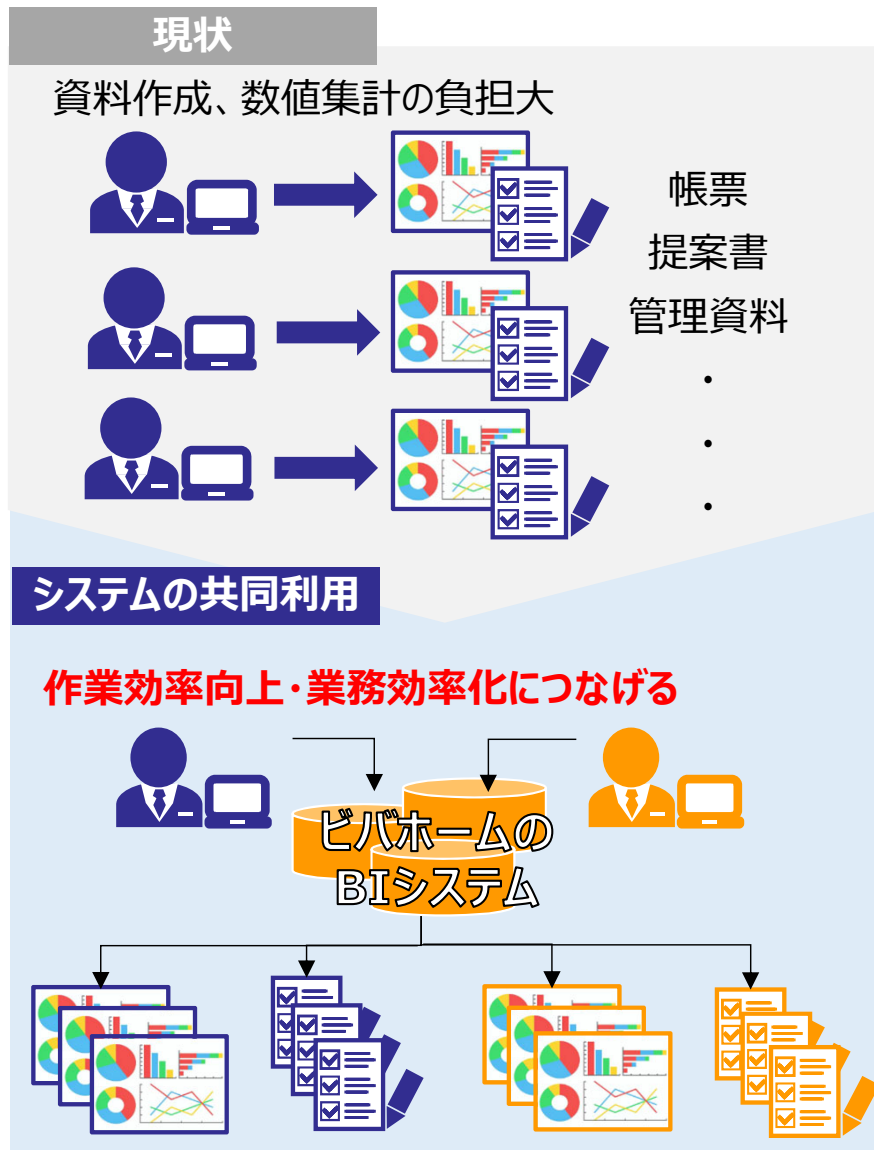 現状
資料作成、数値集計の負担大
帳票
提案書
管理資料
・
・
・
システムの共同利用
作業効率向上・業務効率化につなげる
ビバホームの
BIシステム